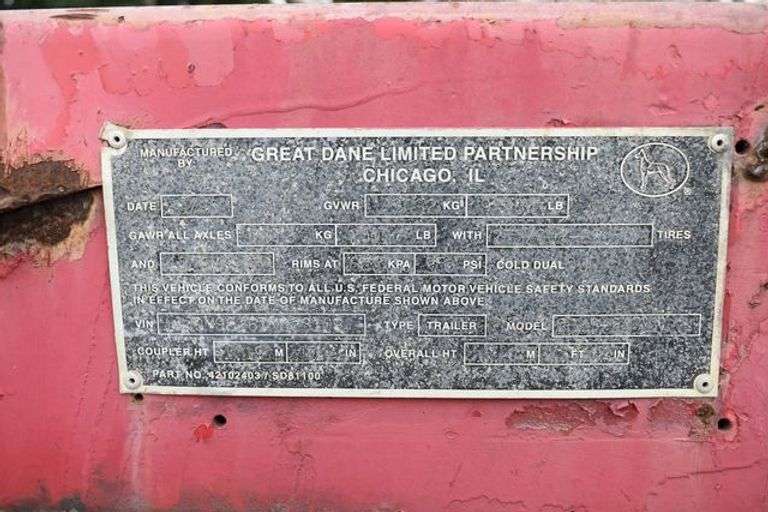 MANUFACTURED BY GREAT DANE LIMITED PARTNERSHIP
CHICAGO, IL
DATE GVWR KG LB
GAWR ALL AXLES KG LB WITH TIRES
AND RIMS AT KPA PSI COLD DUAL
THIS VEHICLE CONFORMS TO ALL U.S. FEDERAL MOTOR VEHICLE SAFETY STANDARDS
IN EFFECT ON THE DATE OF MANUFACTURE SHOWN ABOVE
VIN TYPE TRAILER MODEL
COUPLER HT M IN OVERALL HT M FT IN
PART NO. 42102403 / SD81100